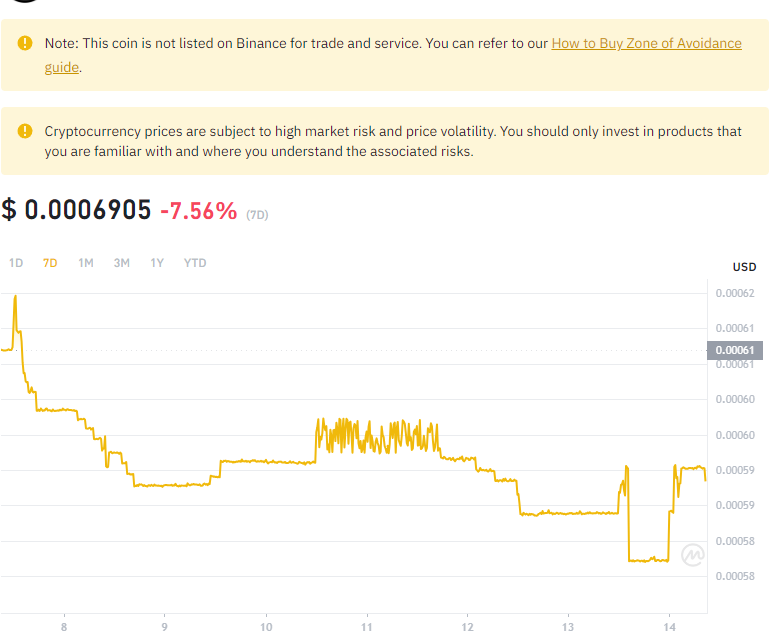 Note: This coin is not listed on Binance for trade and service. You can refer to our How to Buy Zone of Avoidance
guide.
Cryptocurrency prices are subject to high market risk and price volatility. You should only invest in products that
you are familiar with and where you understand the associated risks.
$ 0.0006905 -7.56% (7D)
1D 7D 1M 3M 1Y YTD
USD
0.00062
0.00061
0.00061
0.00061
0.00060
0.00060
0.00059
0.00059
0.00058
0.00058
8 9 10 11 12 13 14